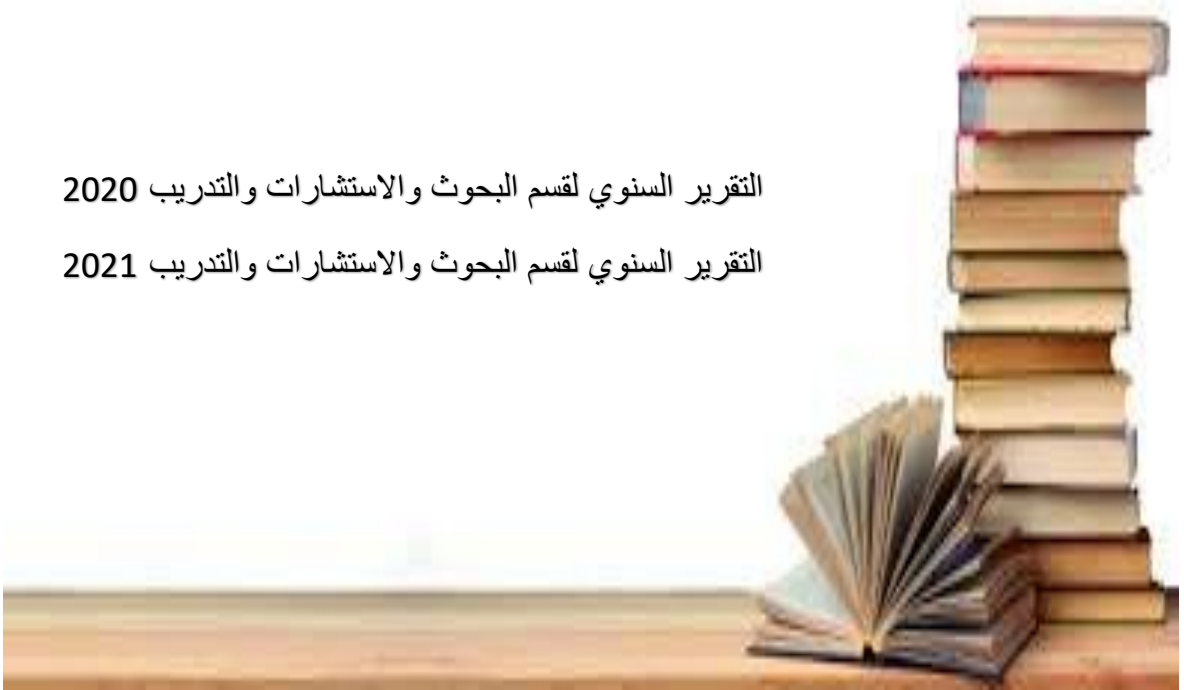 التقرير السنوي لقسم البحوث والاستشارات والتدريب 2020
التقرير السنوي لقسم البحوث والاستشارات والتدريب 2021